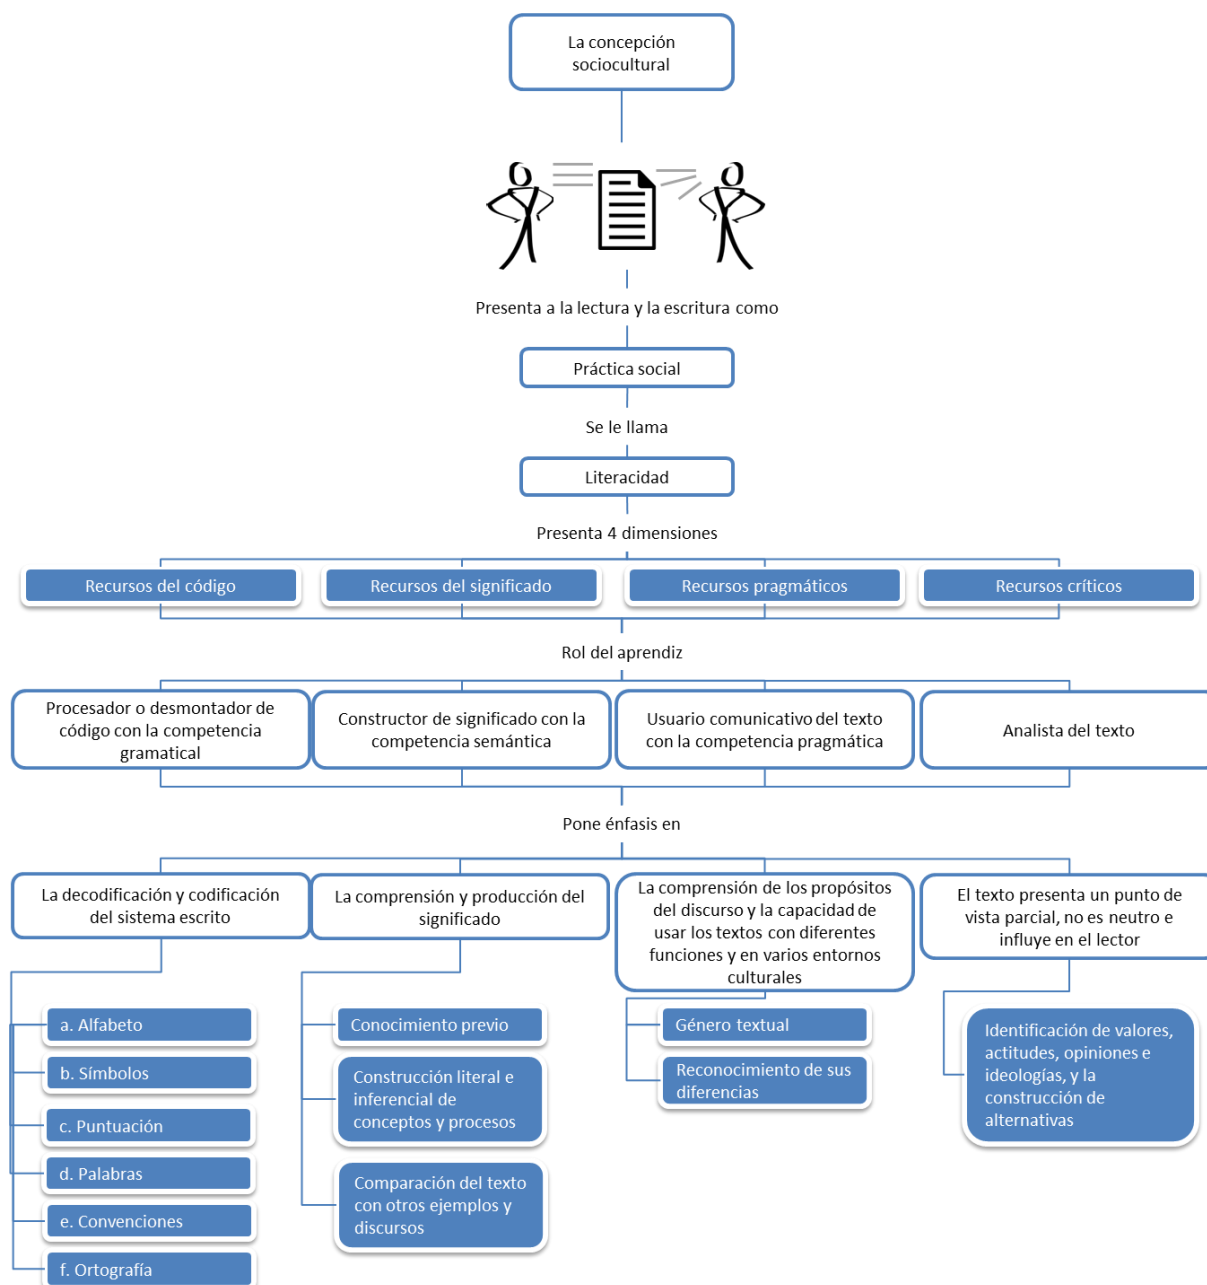 La concepción
sociocultural
Presenta a la lectura y la escritura como
Práctica social
Se le llama
Literacidad
Presenta 4 dimensiones
Recursos del código
Recursos del significado
Recursos pragmáticos
Recursos críticos
Rol del aprendiz
Procesador o desmontador de
código con la competencia
gramatical
Constructor de significado con la
competencia semántica
Usuario comunicativo del texto
con la competencia pragmática
Analista del texto
Pone énfasis en
La decodificación y codificación
del sistema escrito
La comprensión y producción del
significado
La comprensión de los propósitos
del discurso y la capacidad de
usar los textos con diferentes
funciones y en varios entornos
culturales
El texto presenta un punto de
vista parcial, no es neutro e
influye en el lector
a. Alfabeto
b. Símbolos
c. Puntuación
d. Palabras
e. Convenciones
f. Ortografía
Conocimiento previo
Construcción literal e
inferencial de
conceptos y procesos
Comparación del texto
con otros ejemplos y
discursos
Género textual
Reconocimiento de sus
diferencias
Identificación de valores,
actitudes, opiniones e
ideologías, y la
construcción de
alternativas